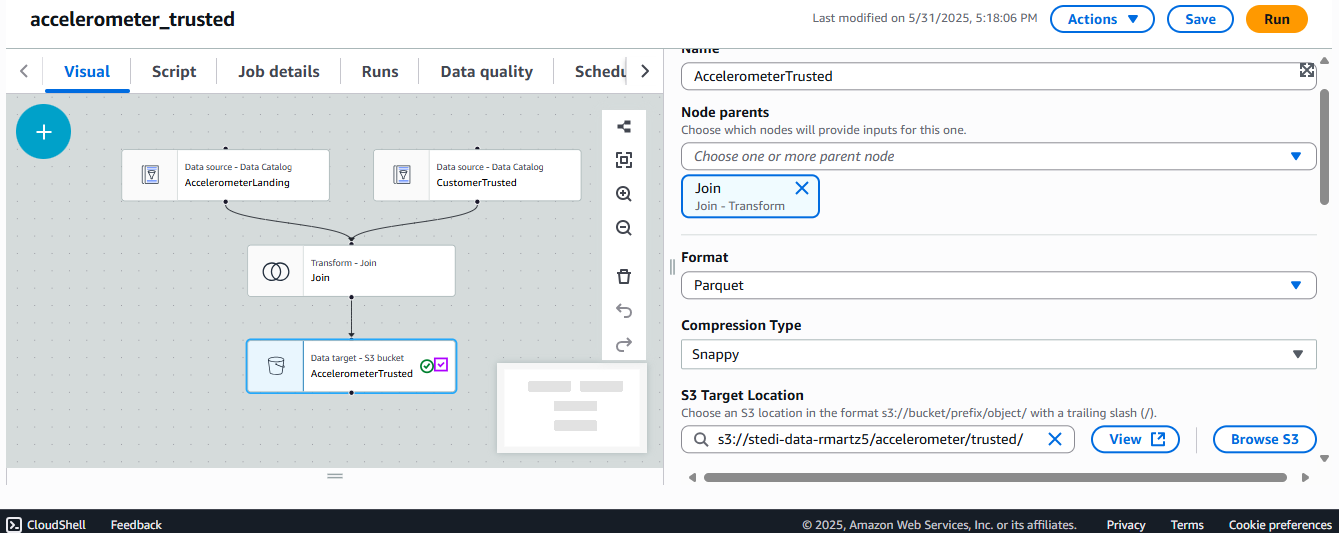 accelerometer_trusted
Last modified on 5/31/2025, 5:18:06 PM
Actions
Save
Run
Visual
Script
Job details
Runs
Data quality
Schedu
Data source - Data Catalog
AccelerometerLanding
Data source - Data Catalog
CustomerTrusted
Transform - Join
Join
Data target - S3 bucket
AccelerometerTrusted
Name
AccelerometerTrusted
Node parents
Choose which nodes will provide inputs for this one.
Choose one or more parent node
Join
Join - Transform
Format
Parquet
Compression Type
Snappy
S3 Target Location
Choose an S3 location in the format s3://bucket/prefix/object/ with a trailing slash (/).
s3://stedi-data-rmartz5/accelerometer/trusted/
View
Browse S3
CloudShell
Feedback
© 2025, Amazon Web Services, Inc. or its affiliates.
Privacy
Terms
Cookie preferences